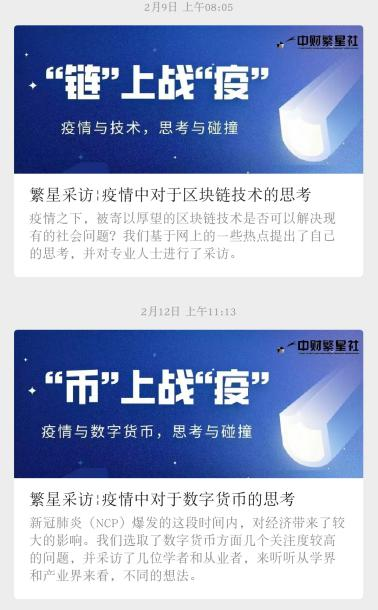 2月9日 上午08:05
中财繁星社
“链”上战“疫”
疫情与技术，思考与碰撞
繁星采访|疫情中对于区块链技术的思考
疫情之下，被寄以厚望的区块链技术是否可以解决现
有的社会问题？我们基于网上的一些热点提出了自己
的思考，并对专业人士进行了采访。
2月12日 上午11:13
中财繁星社
“币”上战“疫”
疫情与数字货币，思考与碰撞
繁星采访|疫情中对于数字货币的思考
新冠肺炎（NCP）爆发的这段时间内，对经济带来了较
大的影响。我们选取了数字货币方面几个关注度较高
的问题，并采访了几位学者和从业者，来听听从学界
和产业界来看，不同的想法。